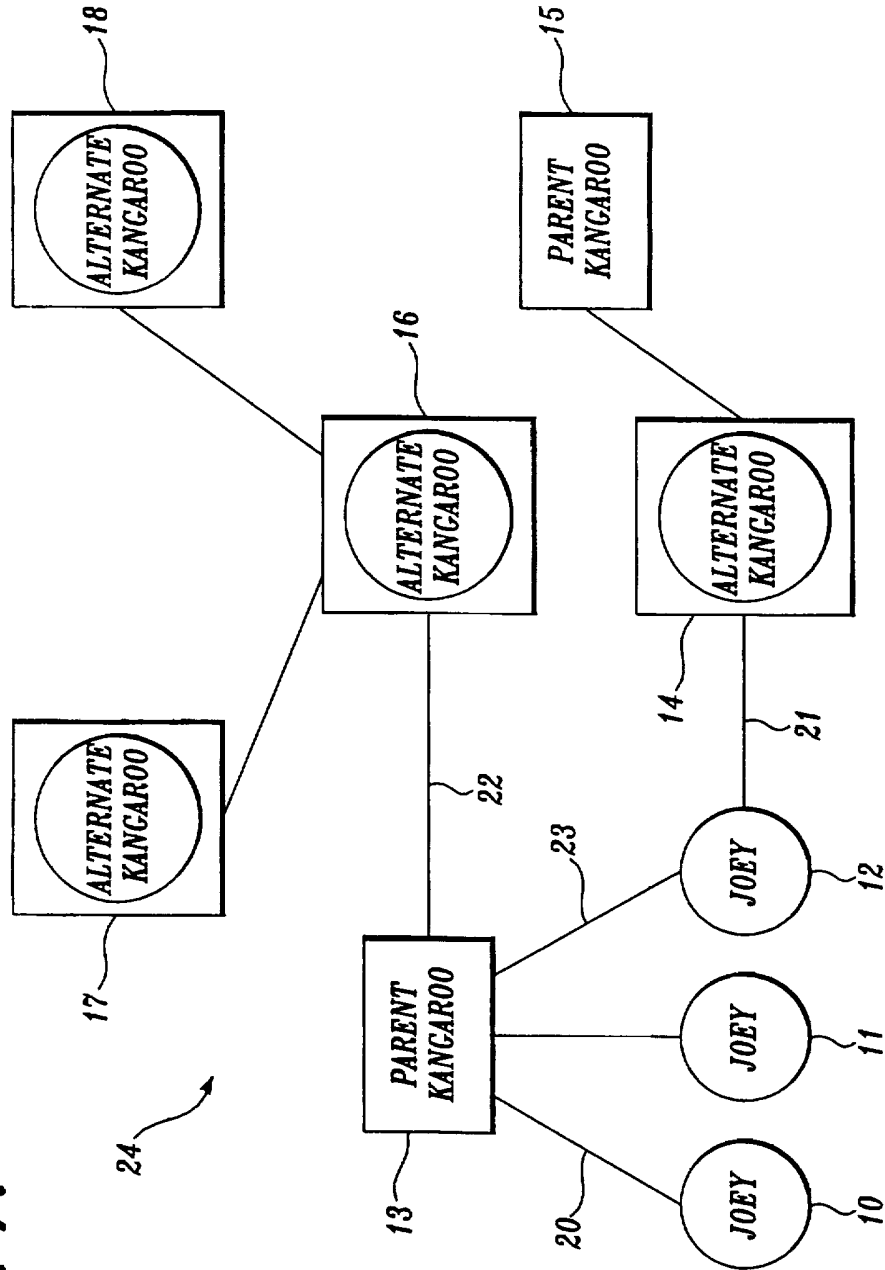 ALTERNATE
KANGAROO
17
ALTERNATE
KANGAROO
18
24
13
PARENT
KANGAROO
22
ALTERNATE
KANGAROO
16
PARENT
KANGAROO
15
20
23
14
JOEY
JOEY
JOEY
21
ALTERNATE
KANGAROO
10
11
12